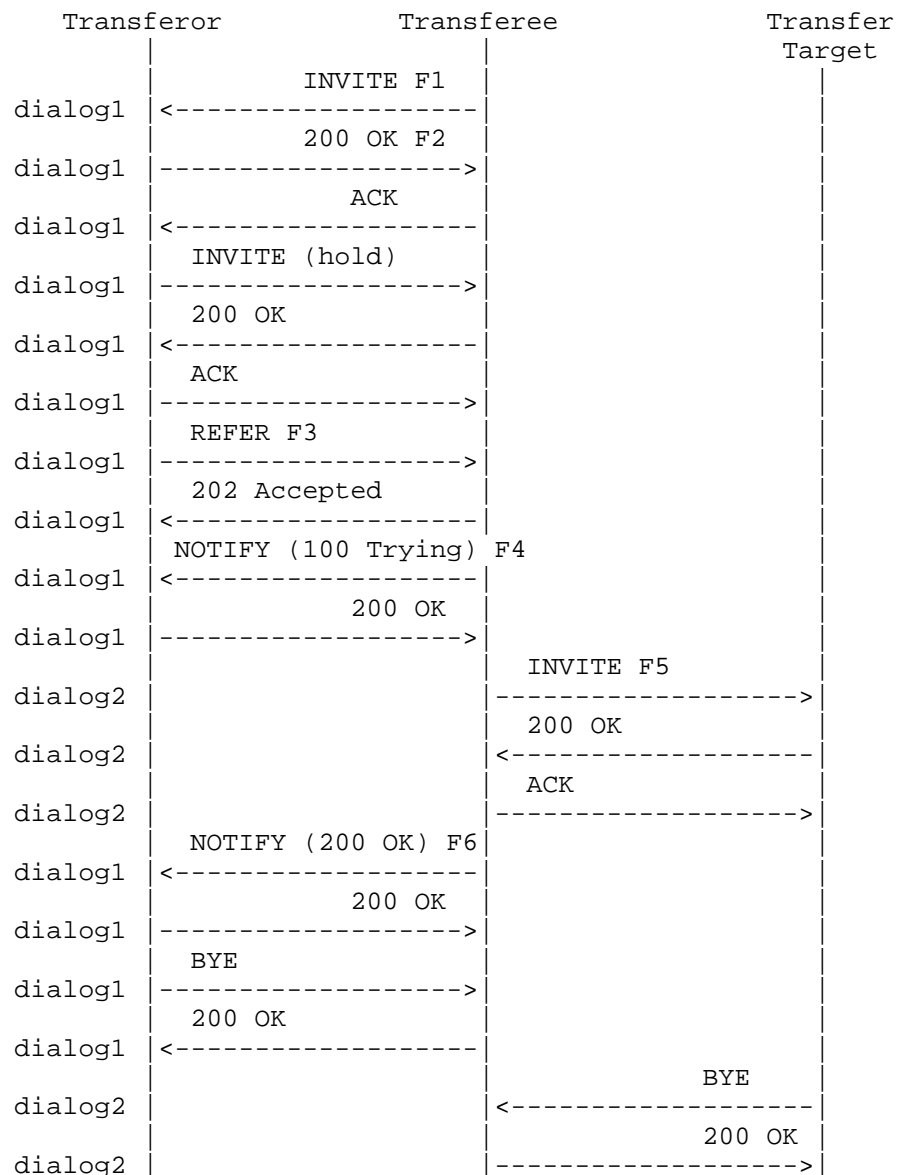 Transferor Transferee Transfer
Target
INVITE F1
dialog1 |<-------------------|
200 OK F2
dialog1 |------------------->|
ACK
dialog1 |<-------------------|
INVITE (hold)
dialog1 |------------------->|
200 OK
dialog1 |<-------------------|
ACK
dialog1 |------------------->|
REFER F3
dialog1 |------------------->|
202 Accepted
dialog1 |<-------------------|
NOTIFY (100 Trying) F4
dialog1 |<-------------------|
200 OK
dialog1 |------------------->|
INVITE F5
dialog2 |------------------->|
200 OK
dialog2 |<-------------------|
ACK
dialog2 |------------------->|
NOTIFY (200 OK) F6
dialog1 |<-------------------|
200 OK
dialog1 |------------------->|
BYE
dialog1 |------------------->|
200 OK
dialog1 |<-------------------|
BYE
dialog2 |<-------------------|
200 OK
dialog2 |------------------->|